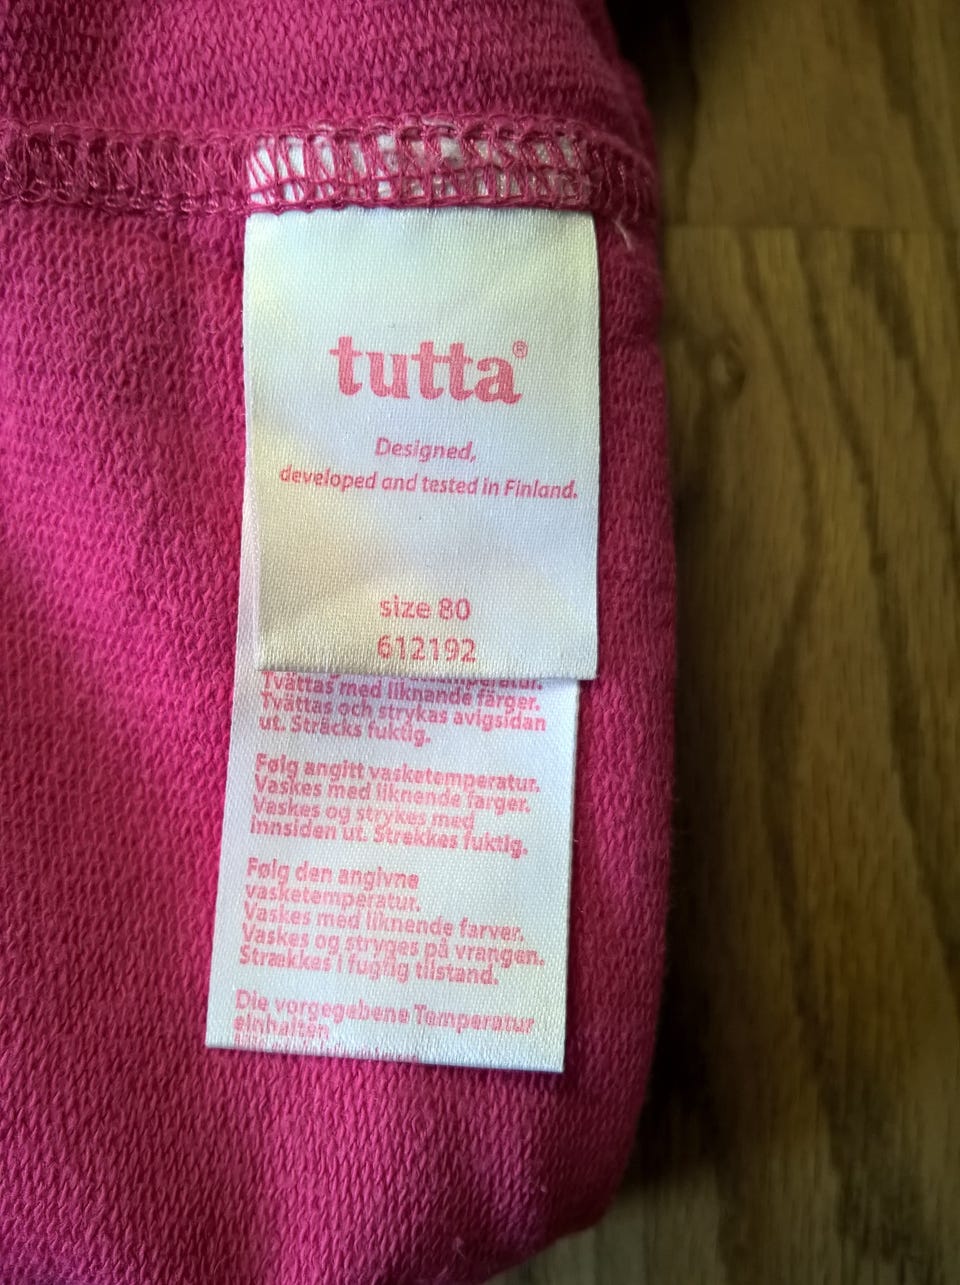 tutta®
Designed,
developed and tested in Finland.
size 80
612192
Tvättas med liknande färger.
Tvättas och strykas avigsidan
ut. Sträcks fuktig.
Følg angitt vasketemperatur.
Vaskes med liknende farger.
Vaskes og strykes med
innsiden ut. Strekkes fuktig.
Følg den angivne
vasketemperatur.
Vaskes med liknende farver.
Vaskes og stryges på vrangen.
Strækkes i fugtig tilstand.
Die vorgegebene Temperatur
einhalten